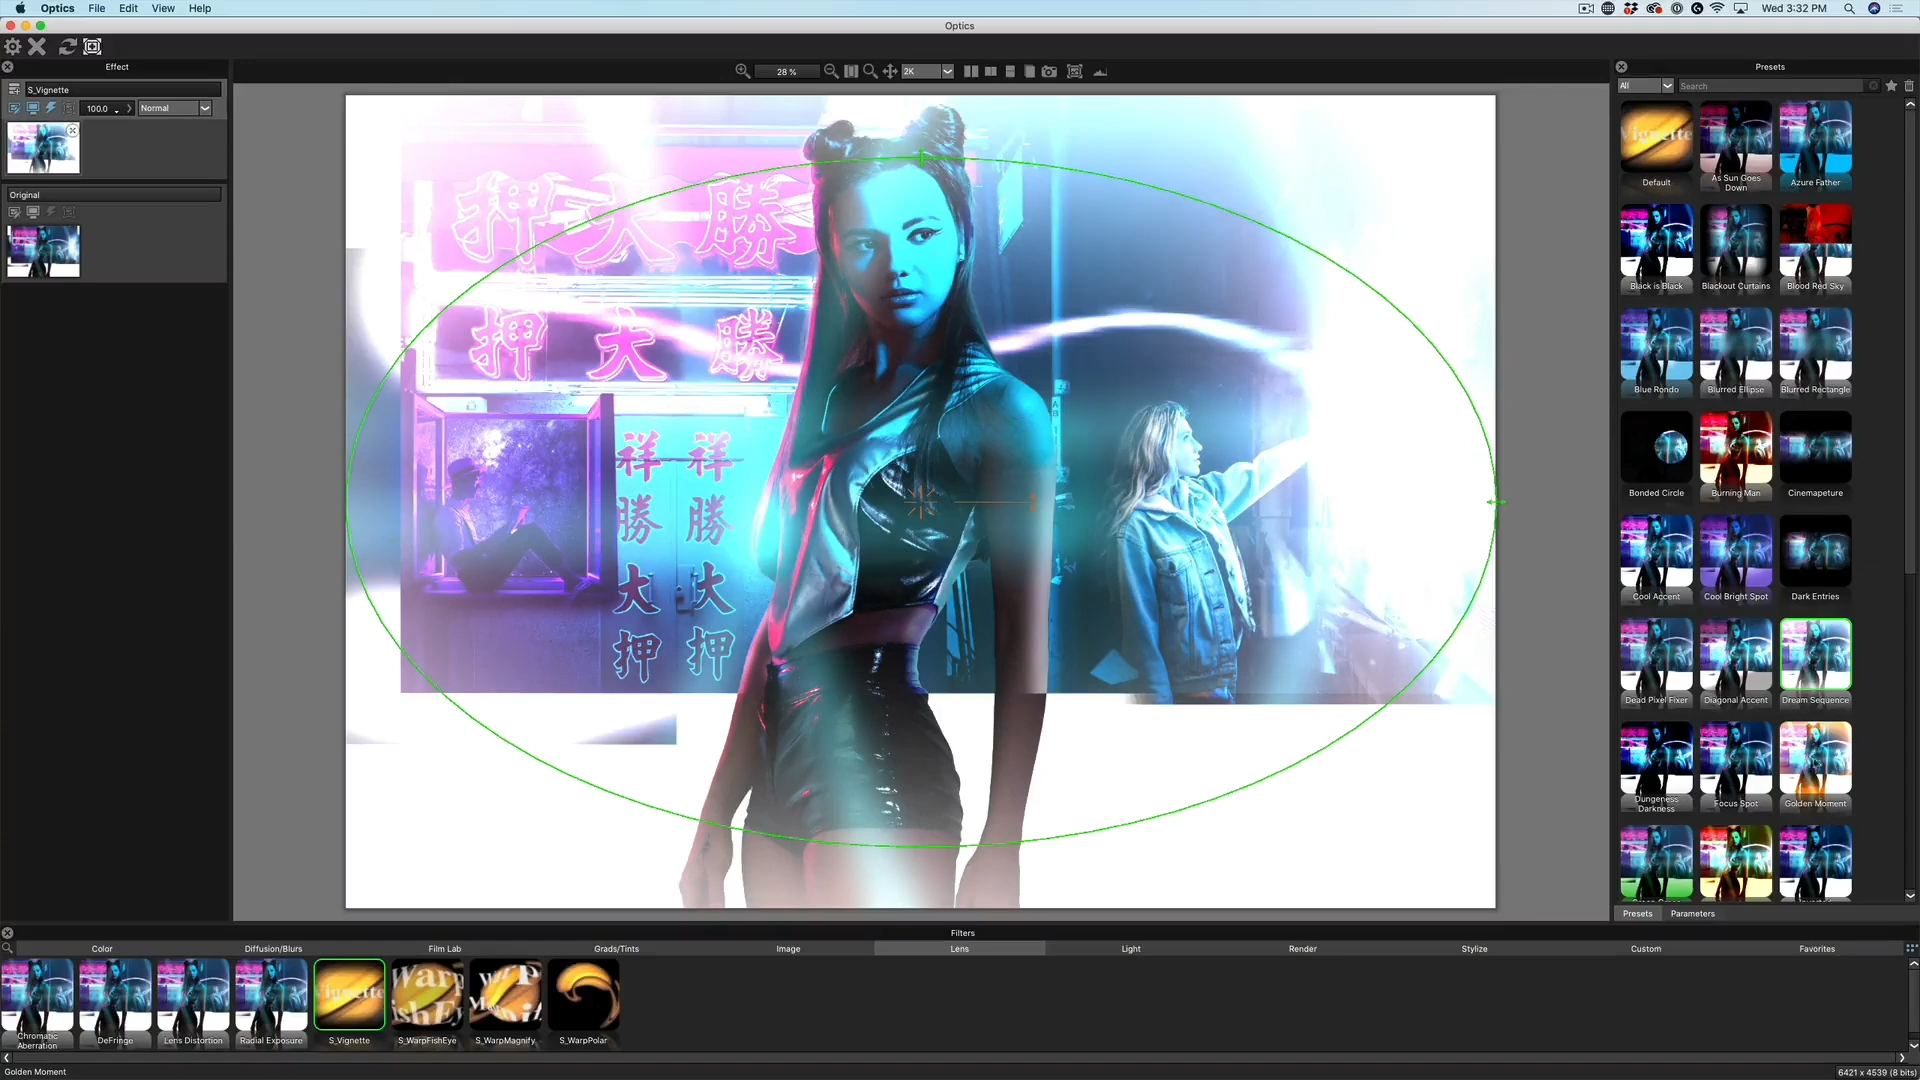 Optics File Edit View Help
Wed 3:32 PM
Optics
Effect
S_Vignette
100.0
Normal
Original
28 %
2K
押大勝
押 大 勝
祥 祥
勝 勝
大 大
押 押
Presets
All
Search
Default
As Sun Goes Down
Azure Father
Black is Black
Blackout Curtains
Blood Red Sky
Blue Rondo
Blurred Ellipse
Blurred Rectangle
Bonded Circle
Burning Man
Cinemapeture
Cool Accent
Cool Bright Spot
Dark Entries
Dead Pixel Fixer
Diagonal Accent
Dream Sequence
Dungeness Darkness
Focus Spot
Golden Moment
Presets Parameters
Filters
Color Diffusion/Blurs Film Lab Grads/Tints Image Lens Light Render Stylize Custom Favorites
Chromatic Aberration
DeFringe
Lens Distortion
Radial Exposure
S_Vignette
S_WarpFishEye
S_WarpMagnify
S_WarpPolar
Golden Moment
6421 x 4539 (8 bits)